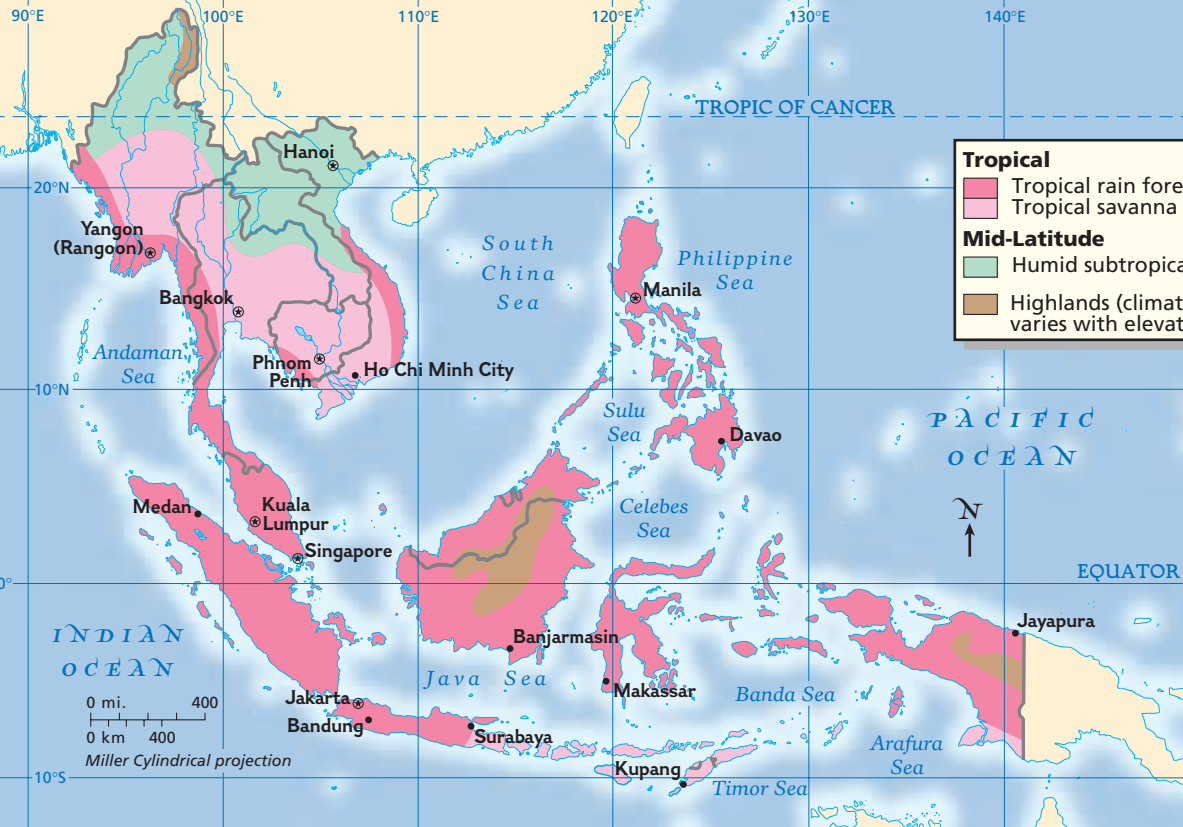 90°E 100°E 110°E 120°E 130°E 140°E
TROPIC OF CANCER
Hanoi
20°N
Tropical
Tropical rain fore
Tropical savanna
Mid-Latitude
Humid subtropica
Highlands (climat
varies with elevat
Yangon
(Rangoon)
South
China
Sea
Philippine
Sea
Manila
Bangkok
Andaman
Sea
Phnom
Penh
Ho Chi Minh City
10°N
Sulu
Sea
Davao
PACIFIC
OCEAN
Medan
Kuala
Lumpur
Singapore
Celebes
Sea
N
0°
EQUATOR
INDIAN
OCEAN
Banjarmasin
Jayapura
Java Sea
Makassar
Banda Sea
0 mi. 400
0 km 400
Miller Cylindrical projection
Jakarta
Bandung
Surabaya
Arafura
Sea
Kupang
10°S
Timor Sea